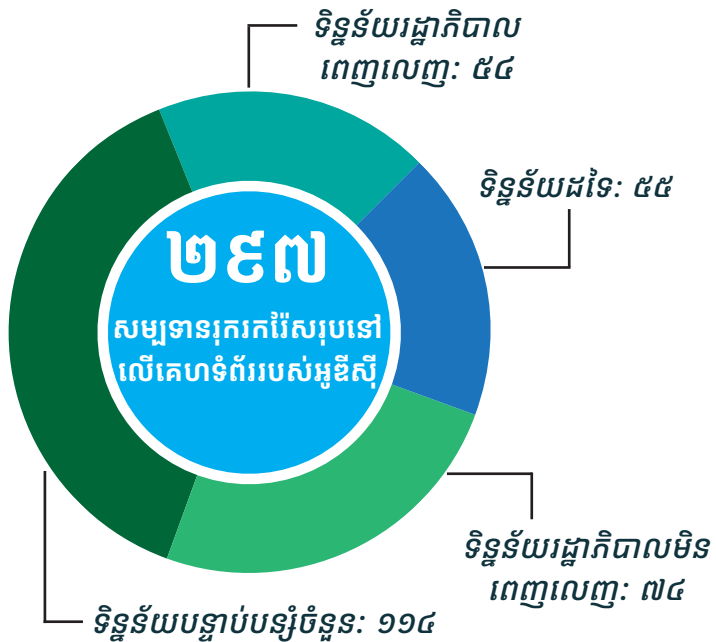 ទិន្នន័យរដ្ឋាភិបាល
ពេញលេញ: ៥៤
ទិន្នន័យដទៃ: ៥៥
២៩៧
សម្បទានរុករករ៉ែសរុបនៅ
លើគេហទំព័ររបស់អូឌីស៊ី
ទិន្នន័យរដ្ឋាភិបាលមិន
ពេញលេញ: ៧៤
ទិន្នន័យបន្ទាប់បន្សំចំនួន: ១១៤